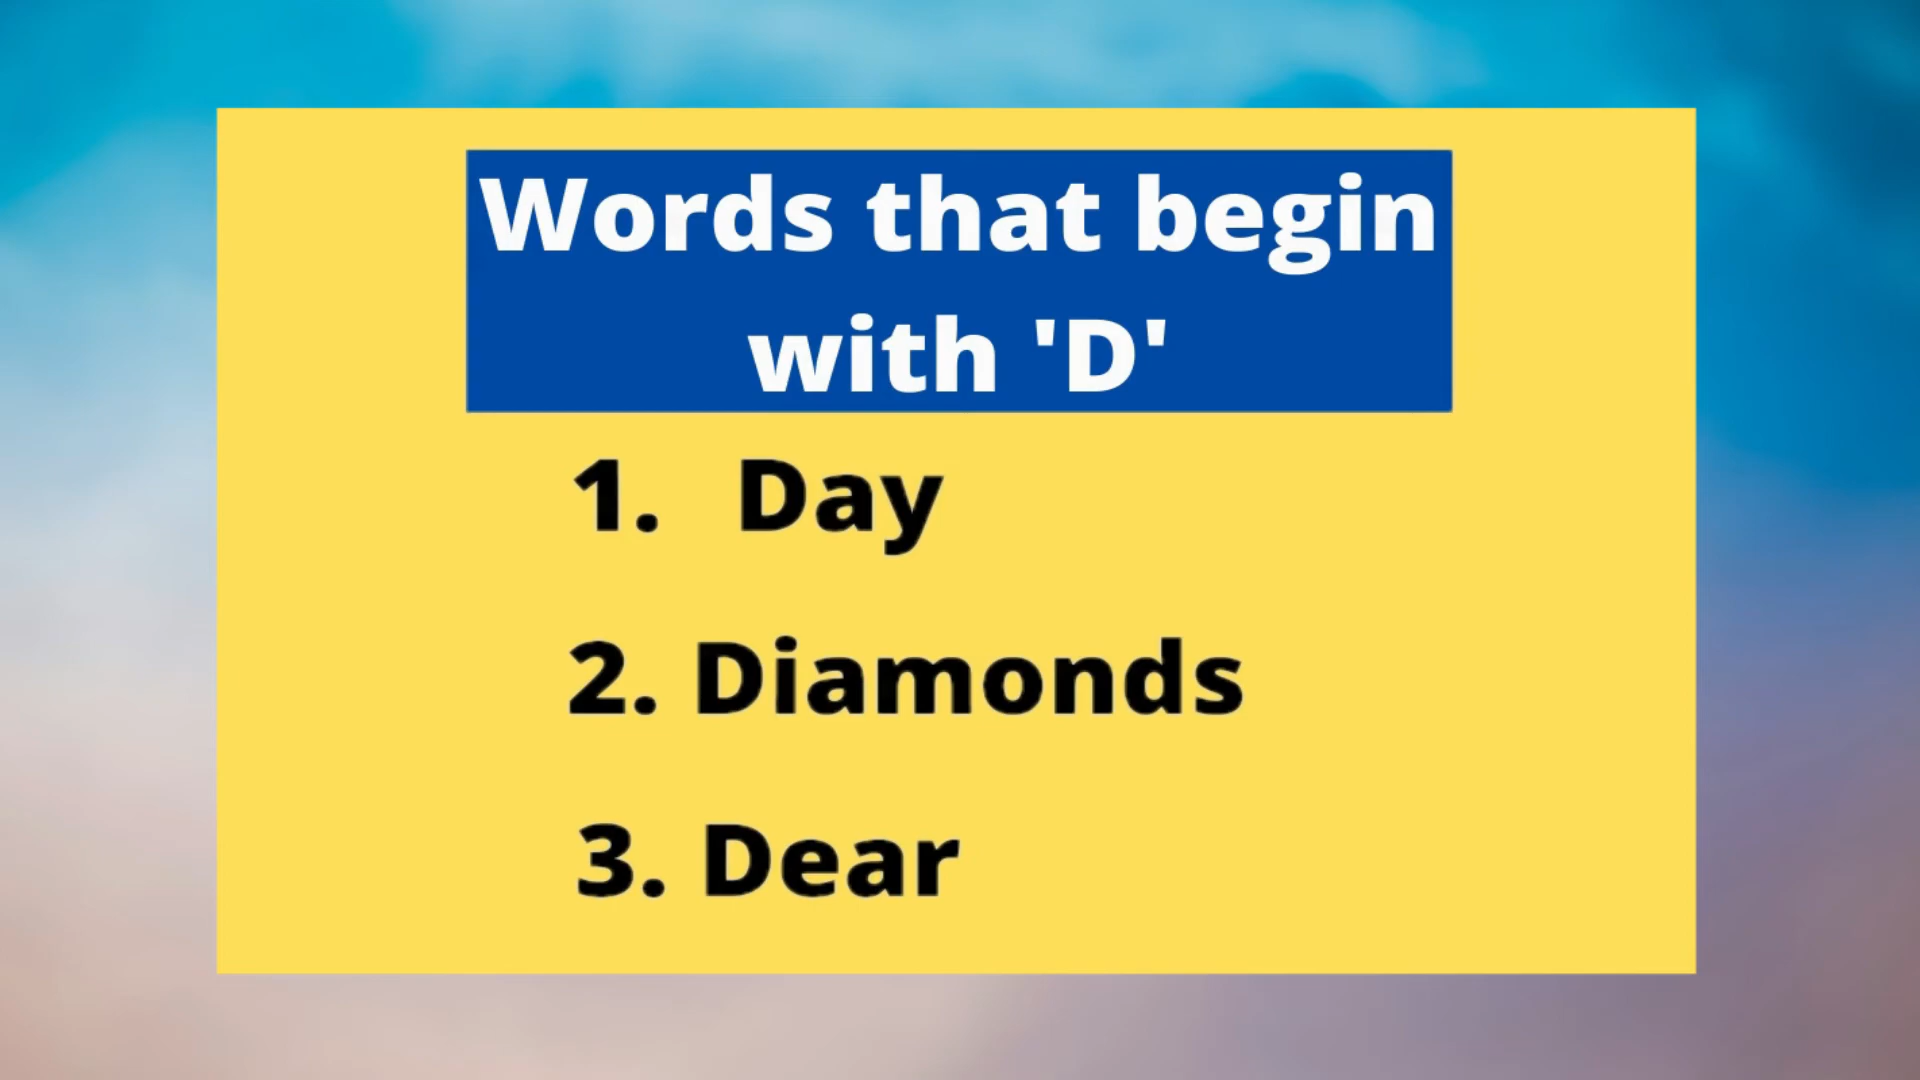 Words that begin
with 'D'
1. Day
2. Diamonds
3. Dear